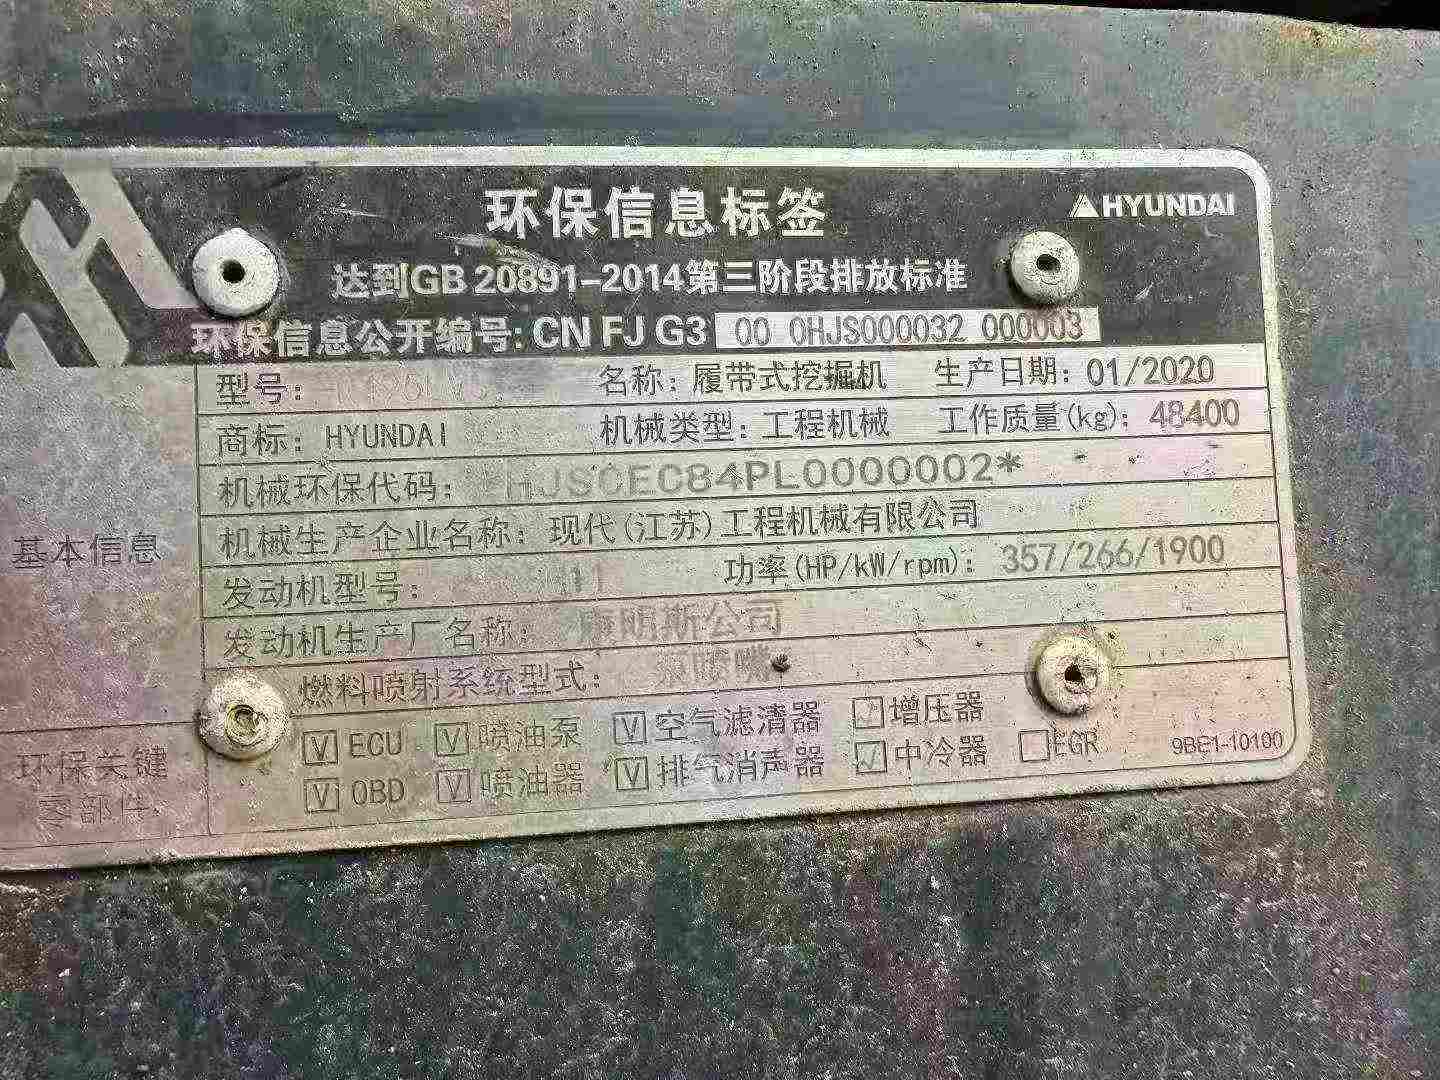 环保信息标签
HYUNDAI
达到GB 20891-2014第三阶段排放标准
环保信息公开编号: CN FJ G3 00 0HJS000032 000003
型号: 名称: 履带式挖掘机 生产日期: 01/2020
商标: HYUNDAI 机械类型: 工程机械 工作质量(kg): 48400
机械环保代码: HJSCEC84PL0000002*
基本信息
机械生产企业名称: 现代(江苏)工程机械有限公司
发动机型号: 功率(HP/kW/rpm): 357/266/1900
发动机生产厂名称: 明斯公司
燃料喷射系统型式: 泵喷嘴
环保关键
零部件
V ECU V 喷油泵 V 空气滤清器 增压器
V OBD V 喷油器 V 排气消声器 V 中冷器 EGR 9BE1-10100